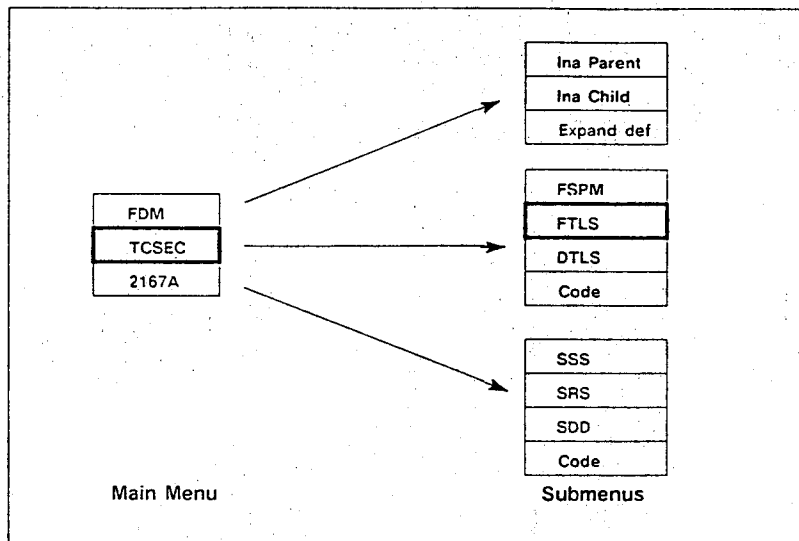 Ina Parent
Ina Child
Expand def
FDM
TCSEC
2167A
FSPM
FTLS
DTLS
Code
SSS
SRS
SDD
Code
Main Menu
Submenus